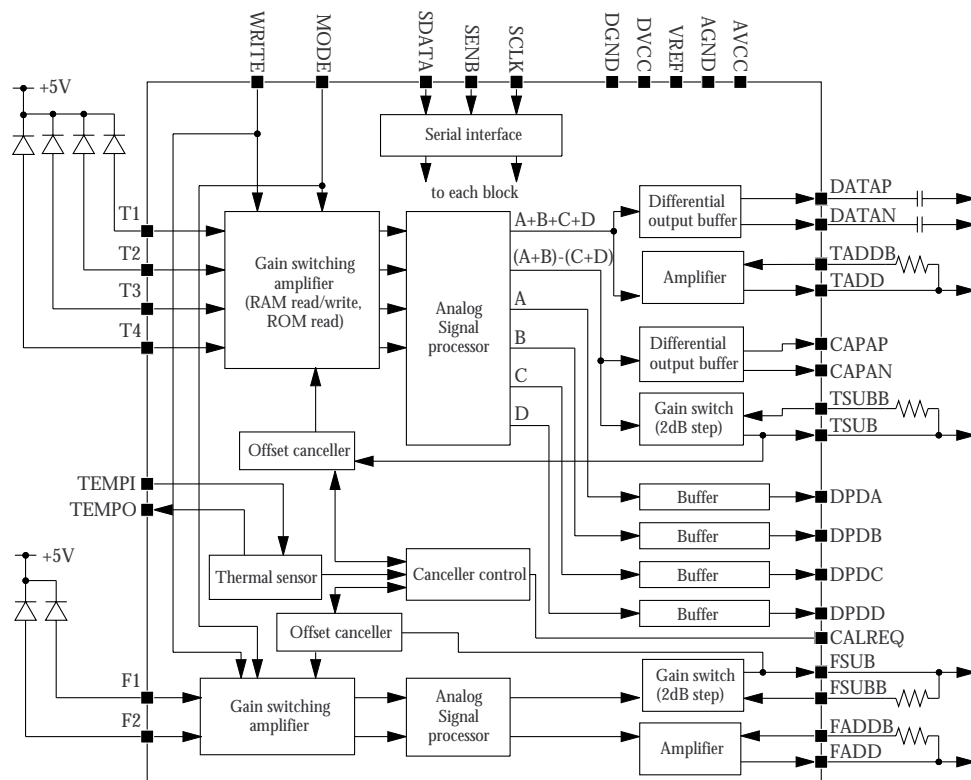 WRITE
MODE
SDATA
SENB
SCLK
DGND
DVCC
VREF
AGND
AVCC
+5V
Serial interface
to each block
T1
T2
T3
T4
Gain switching
amplifier
(RAM read/write,
ROM read)
Analog
Signal
processor
A+B+C+D
(A+B)-(C+D)
A
B
C
D
Differential
output buffer
DATAP
DATAN
Amplifier
TADDB
TADD
Differential
output buffer
CAPAP
CAPAN
Gain switch
(2dB step)
TSUBB
TSUB
Offset canceller
TEMPI
TEMPO
Buffer
DPDA
Buffer
DPDB
+5V
Thermal sensor
Canceller control
Buffer
DPDC
Buffer
DPDD
Offset canceller
CALREQ
F1
F2
Gain switching
amplifier
Analog
Signal
processor
Gain switch
(2dB step)
FSUB
FSUBB
Amplifier
FADDB
FADD